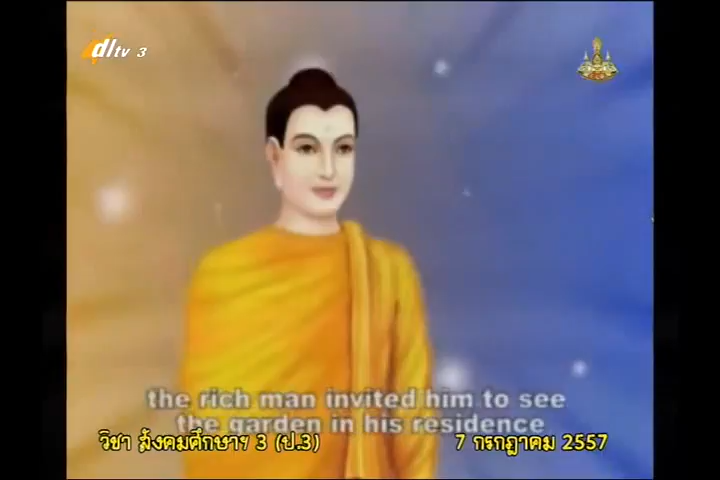 dltv 3
the rich man invited him to see
the garden in his residence
วิชา สังคมศึกษาฯ 3 (ป.3)
7 กรกฎาคม 2557